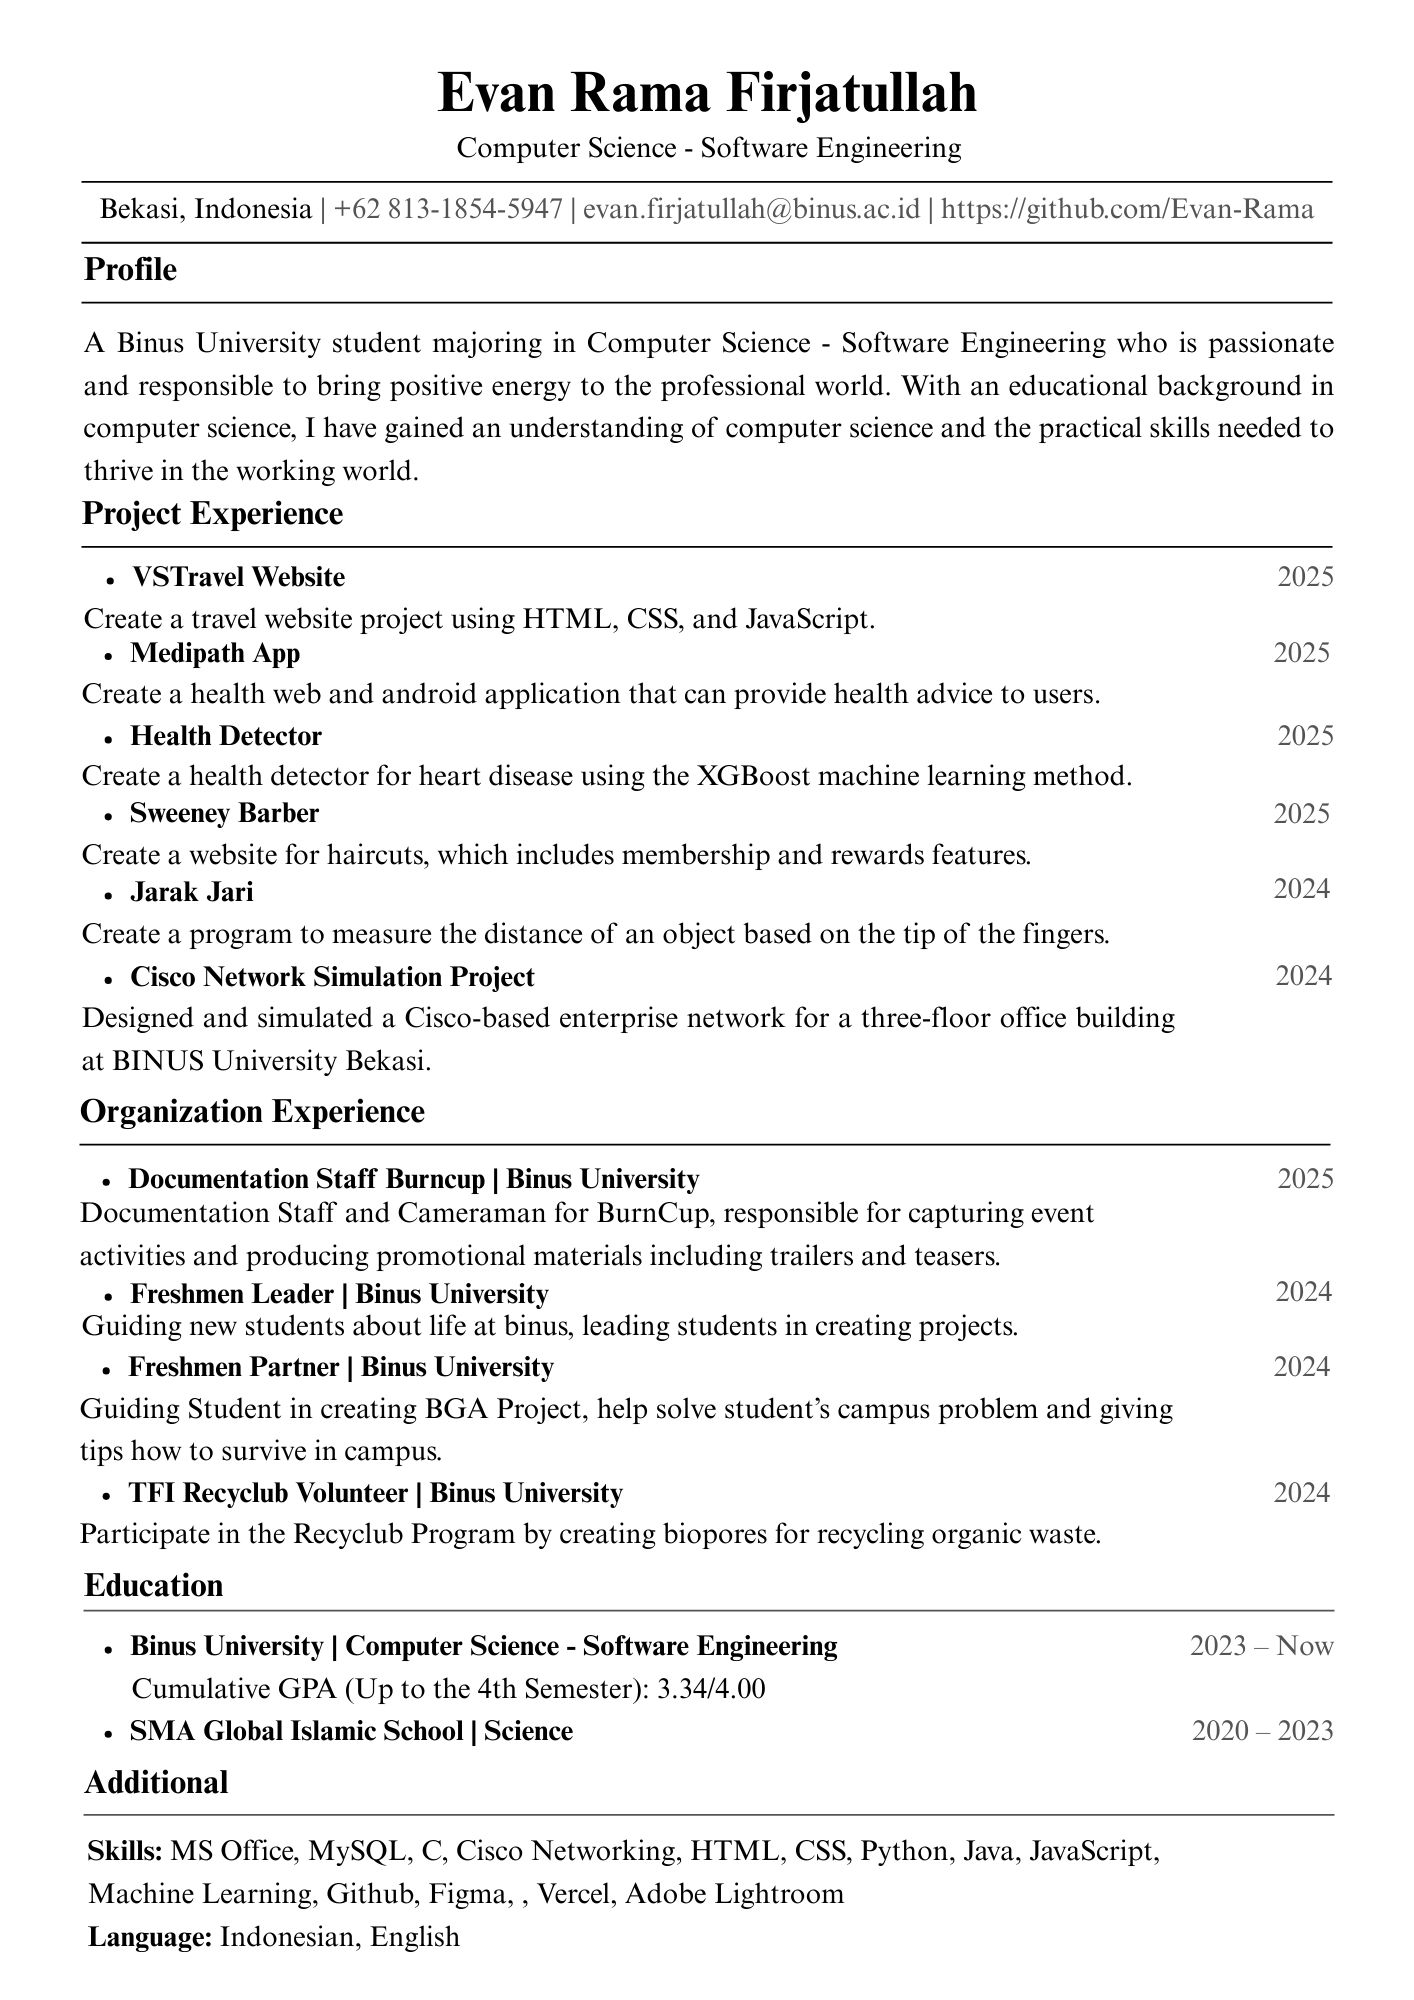 Evan Rama Firjatullah
Computer Science - Software Engineering
Bekasi, Indonesia | +62 813-1854-5947 | evan.firjatullah@binus.ac.id | https://github.com/Evan-Rama
Profile
A Binus University student majoring in Computer Science - Software Engineering who is passionate
and responsible to bring positive energy to the professional world. With an educational background in
computer science, I have gained an understanding of computer science and the practical skills needed to
thrive in the working world.
Project Experience
• VSTravel Website 2025
Create a travel website project using HTML, CSS, and JavaScript.
• Medipath App 2025
Create a health web and android application that can provide health advice to users.
• Health Detector 2025
Create a health detector for heart disease using the XGBoost machine learning method.
• Sweeney Barber 2025
Create a website for haircuts, which includes membership and rewards features.
• Jarak Jari 2024
Create a program to measure the distance of an object based on the tip of the fingers.
• Cisco Network Simulation Project 2024
Designed and simulated a Cisco-based enterprise network for a three-floor office building
at BINUS University Bekasi.
Organization Experience
• Documentation Staff Burncup | Binus University 2025
Documentation Staff and Cameraman for BurnCup, responsible for capturing event
activities and producing promotional materials including trailers and teasers.
• Freshmen Leader | Binus University 2024
Guiding new students about life at binus, leading students in creating projects.
• Freshmen Partner | Binus University 2024
Guiding Student in creating BGA Project, help solve student's campus problem and giving
tips how to survive in campus.
• TFI Recyclub Volunteer | Binus University 2024
Participate in the Recyclub Program by creating biopores for recycling organic waste.
Education
• Binus University | Computer Science - Software Engineering 2023 – Now
Cumulative GPA (Up to the 4th Semester): 3.34/4.00
• SMA Global Islamic School | Science 2020 – 2023
Additional
Skills: MS Office, MySQL, C, Cisco Networking, HTML, CSS, Python, Java, JavaScript,
Machine Learning, Github, Figma, , Vercel, Adobe Lightroom
Language: Indonesian, English